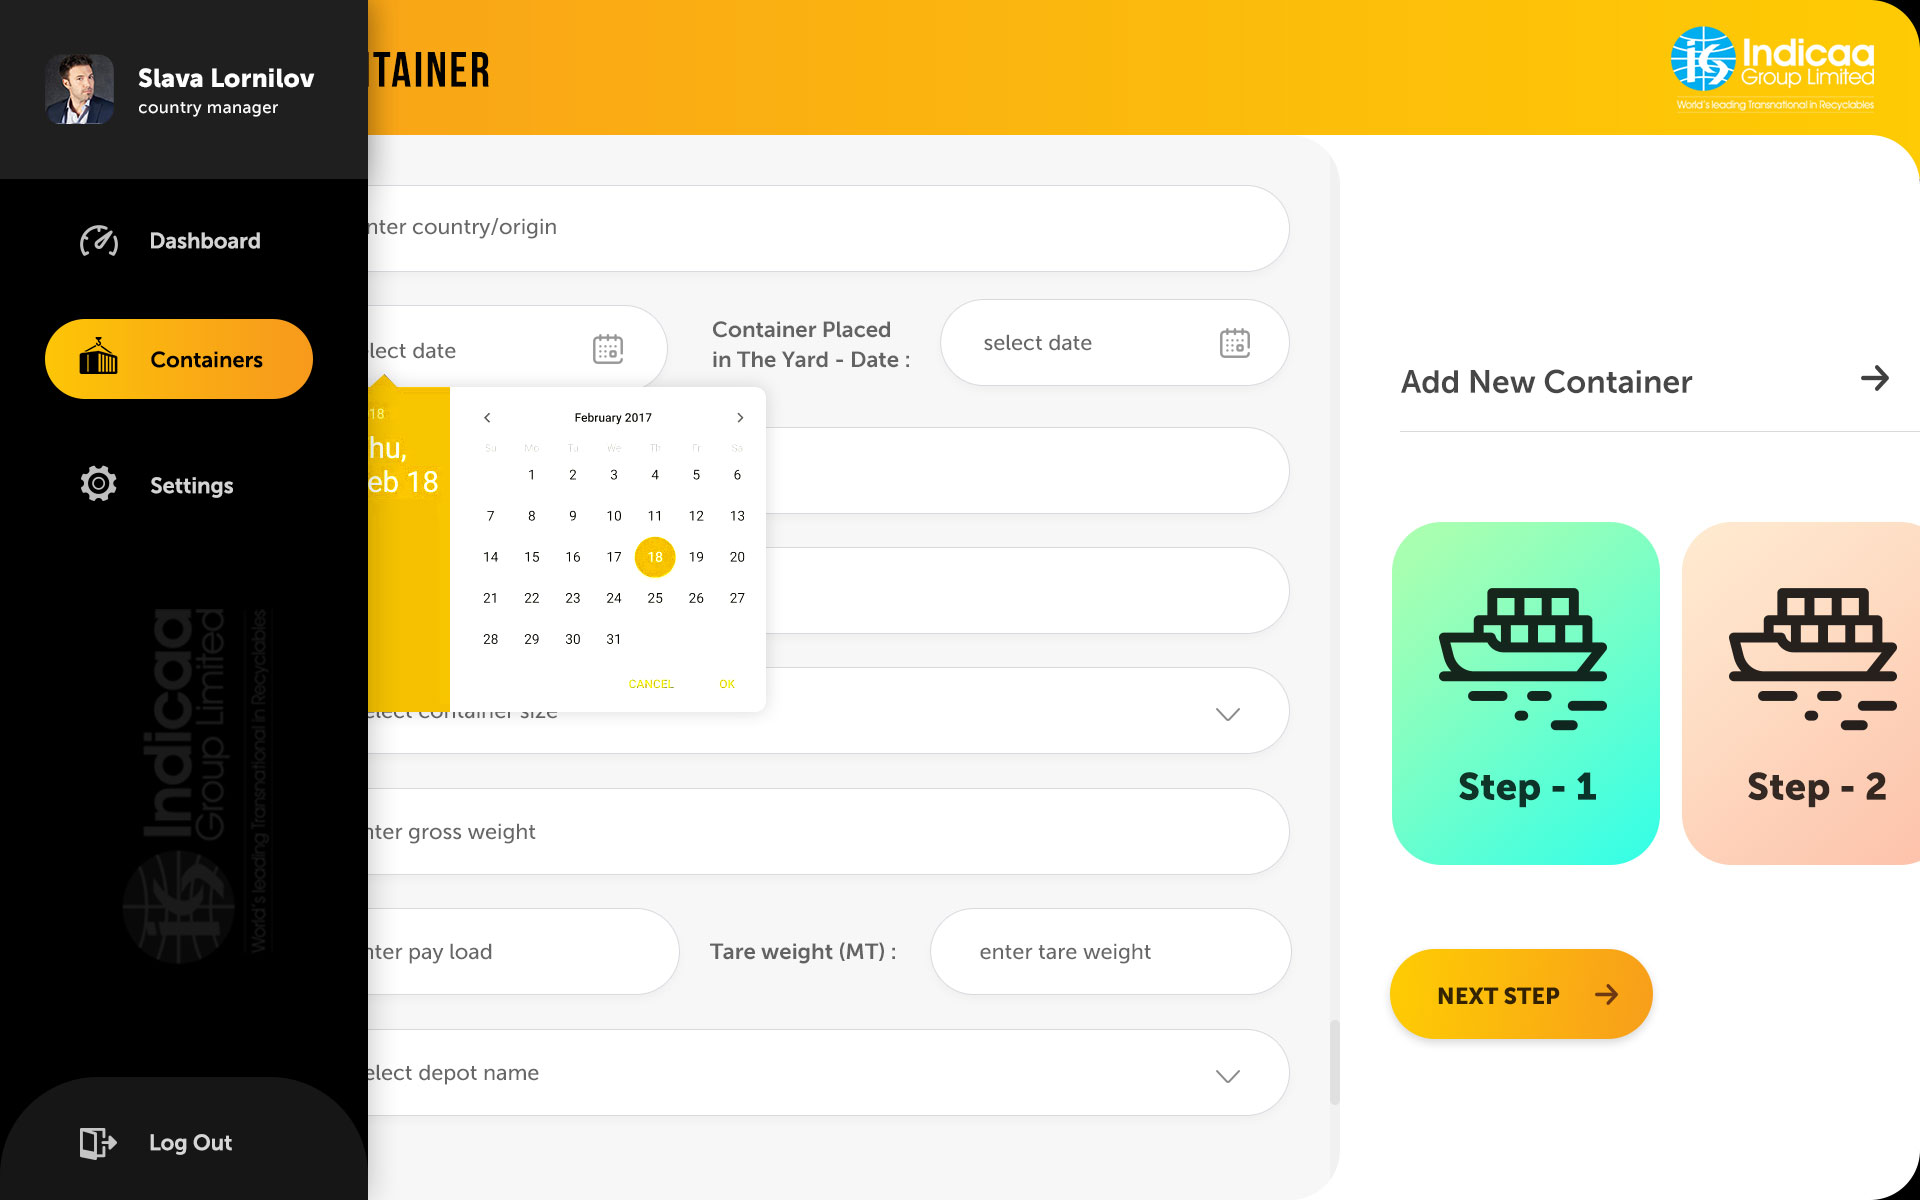 Slava Lornilov
country manager
Dashboard
Containers
Settings
Indicaa
Group Limited
World's leading Transnational in Recyclables
Log Out
NTAINER
Indicaa
Group Limited
World's leading Transnational in Recyclables
nter country/origin
lect date
Container Placed
in The Yard - Date :
select date
18
hu,
eb 18
February 2017
Su Mo Tu We Th Fr Sa
1 2 3 4 5 6
7 8 9 10 11 12 13
14 15 16 17 18 19 20
21 22 23 24 25 26 27
28 29 30 31
CANCEL OK
elect container size
nter gross weight
nter pay load
Tare weight (MT) :
enter tare weight
elect depot name
Add New Container
Step - 1
Step - 2
NEXT STEP